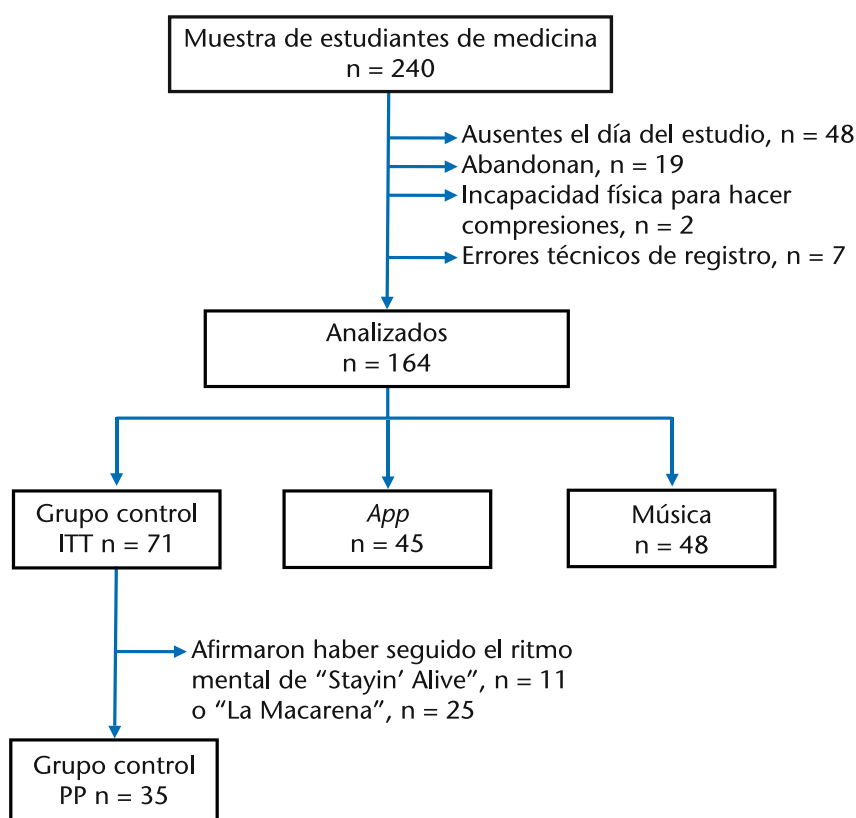 Muestra de estudiantes de medicina
n = 240
Ausentes el día del estudio, n = 48
Abandonan, n = 19
Incapacidad física para hacer
compresiones, n = 2
Errores técnicos de registro, n = 7
Analizados
n = 164
Grupo control
ITT n = 71
App
n = 45
Música
n = 48
Afirmaron haber seguido el ritmo
mental de “Stayin’ Alive”, n = 11
o “La Macarena”, n = 25
Grupo control
PP n = 35